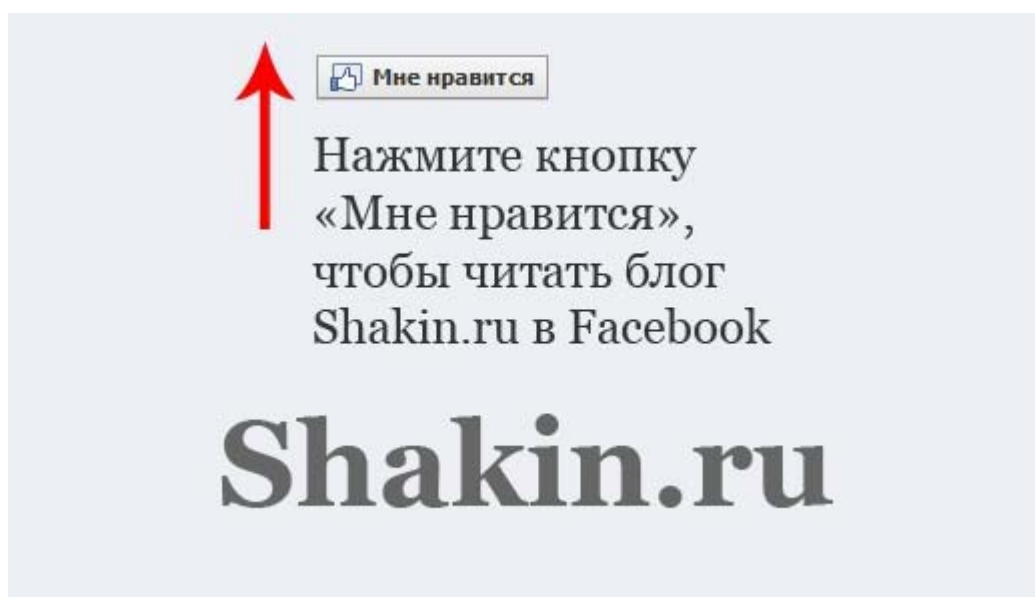 Мне нравится
Нажмите кнопку
«Мне нравится»,
чтобы читать блог
Shakin.ru в Facebook
Shakin.ru